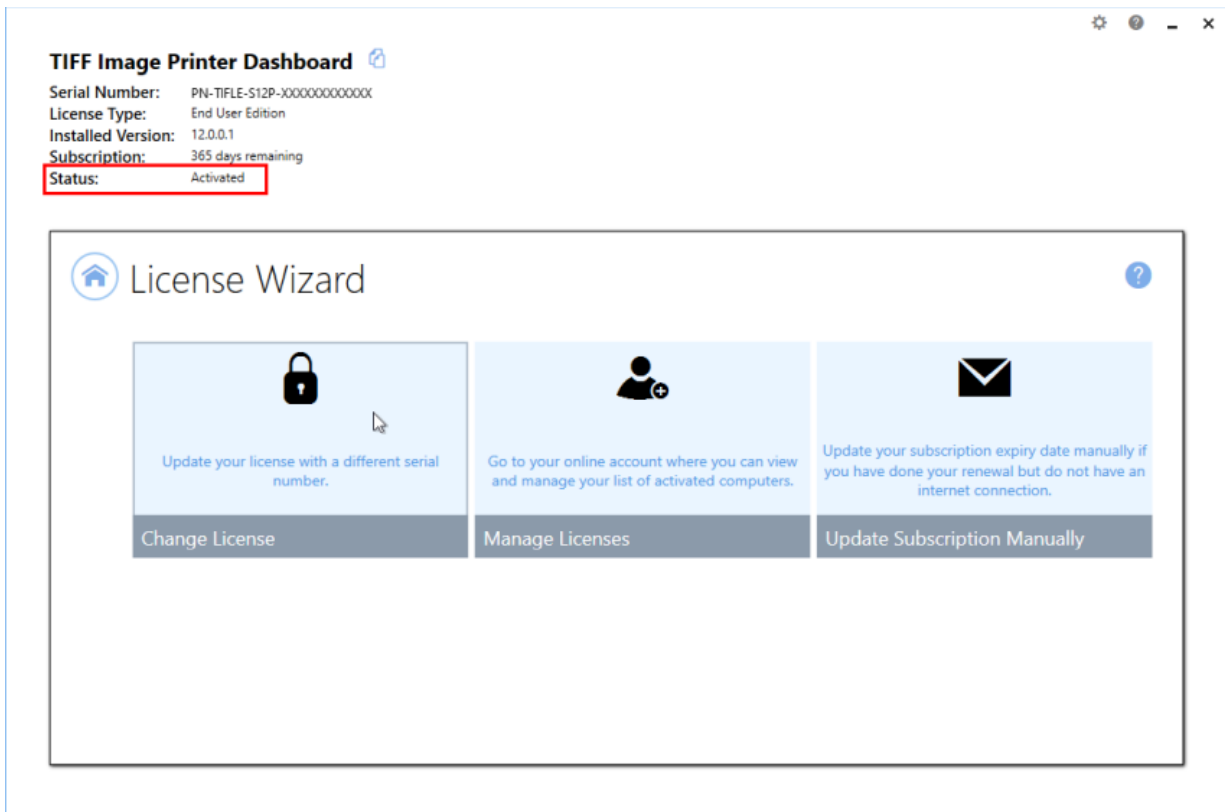 TIFF Image Printer Dashboard
Serial Number: PN-TIFLE-S12P-XXXXXXXXXXXX
License Type: End User Edition
Installed Version: 12.0.0.1
Subscription: 365 days remaining
Status: Activated
License Wizard
?
Update your license with a different serial
number.
Change License
Go to your online account where you can view
and manage your list of activated computers.
Manage Licenses
Update your subscription expiry date manually if
you have done your renewal but do not have an
internet connection.
Update Subscription Manually